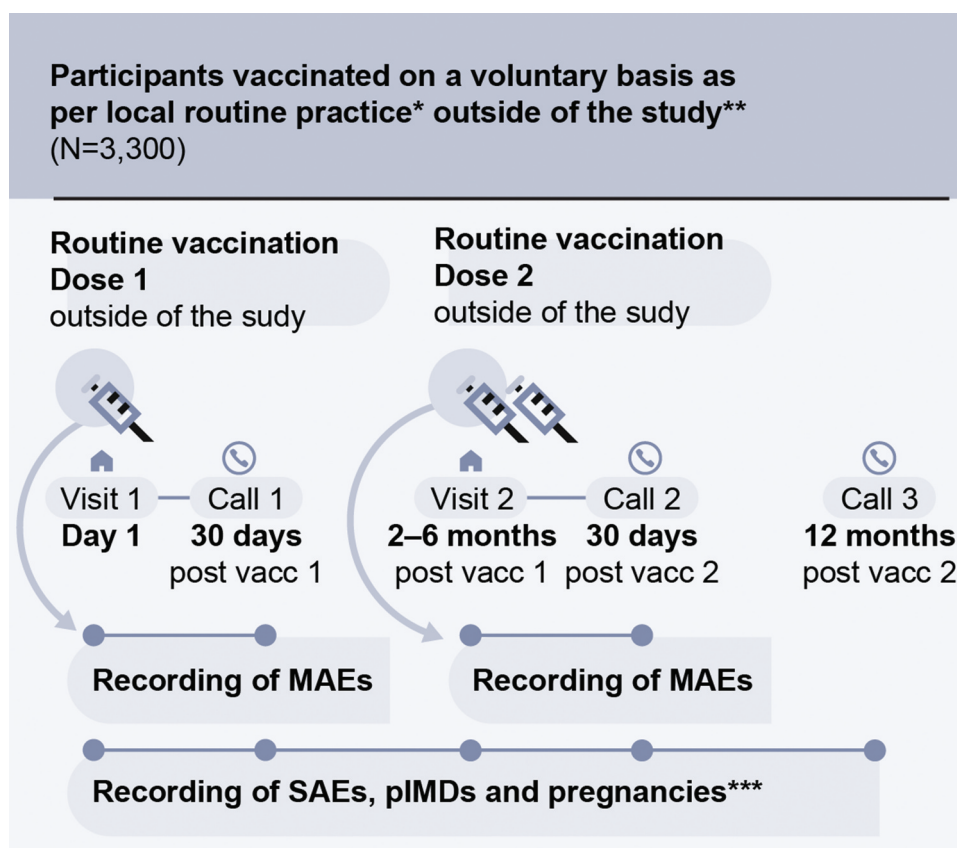 Participants vaccinated on a voluntary basis as
per local routine practice* outside of the study**
(N=3,300)
Routine vaccination
Dose 1
outside of the sudy
Routine vaccination
Dose 2
outside of the sudy
Visit 1
Day 1
Call 1
30 days
post vacc 1
Visit 2
2–6 months
post vacc 1
Call 2
30 days
post vacc 2
Call 3
12 months
post vacc 2
Recording of MAEs
Recording of MAEs
Recording of SAEs, pIMDs and pregnancies***